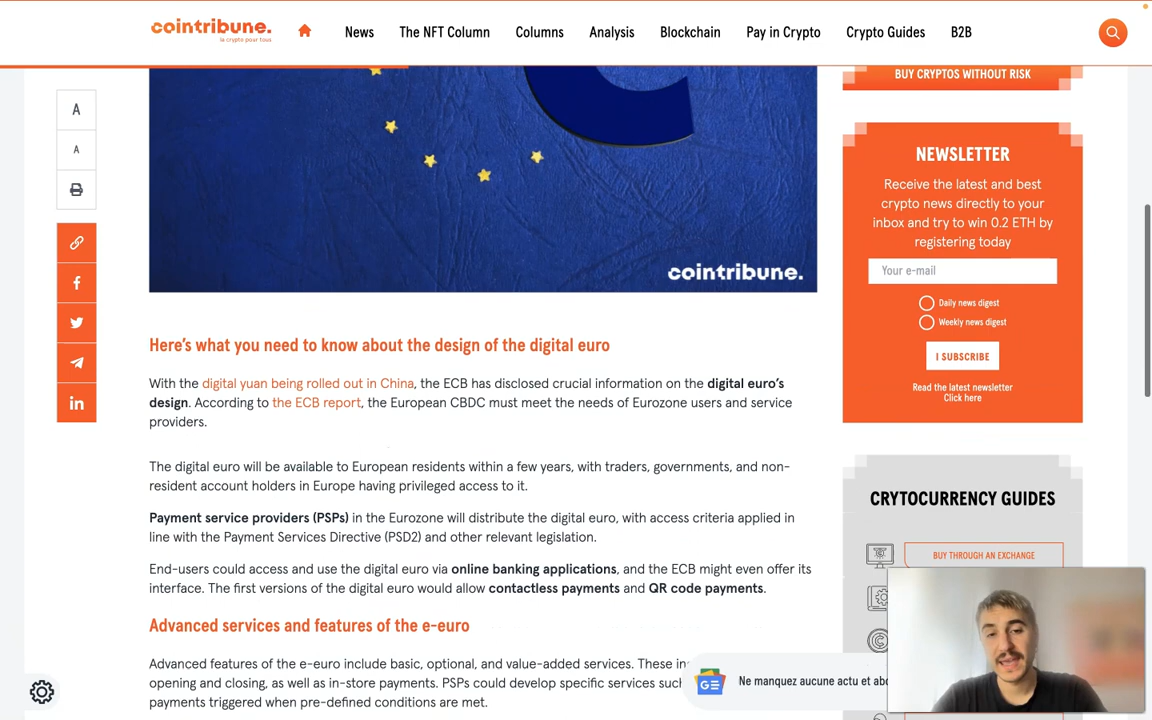 cointribune.
la crypto pour tous
News
The NFT Column
Columns
Analysis
Blockchain
Pay in Crypto
Crypto Guides
B2B
BUY CRYPTOS WITHOUT RISK
A
A
cointribune.
NEWSLETTER
Receive the latest and best
crypto news directly to your
inbox and try to win 0.2 ETH by
registering today
Your e-mail
Daily news digest
Weekly news digest
I SUBSCRIBE
Read the latest newsletter
Click here
Here's what you need to know about the design of the digital euro
With the digital yuan being rolled out in China, the ECB has disclosed crucial information on the digital euro's
design. According to the ECB report, the European CBDC must meet the needs of Eurozone users and service
providers.
The digital euro will be available to European residents within a few years, with traders, governments, and non-
resident account holders in Europe having privileged access to it.
Payment service providers (PSPs) in the Eurozone will distribute the digital euro, with access criteria applied in
line with the Payment Services Directive (PSD2) and other relevant legislation.
End-users could access and use the digital euro via online banking applications, and the ECB might even offer its
interface. The first versions of the digital euro would allow contactless payments and QR code payments.
Advanced services and features of the e-euro
Advanced features of the e-euro include basic, optional, and value-added services. These
opening and closing, as well as in-store payments. PSPs could develop specific services
payments triggered when pre-defined conditions are met.
CRYTOCURRENCY GUIDES
BUY THROUGH AN EXCHANGE
GE
Ne manquez aucune actu et